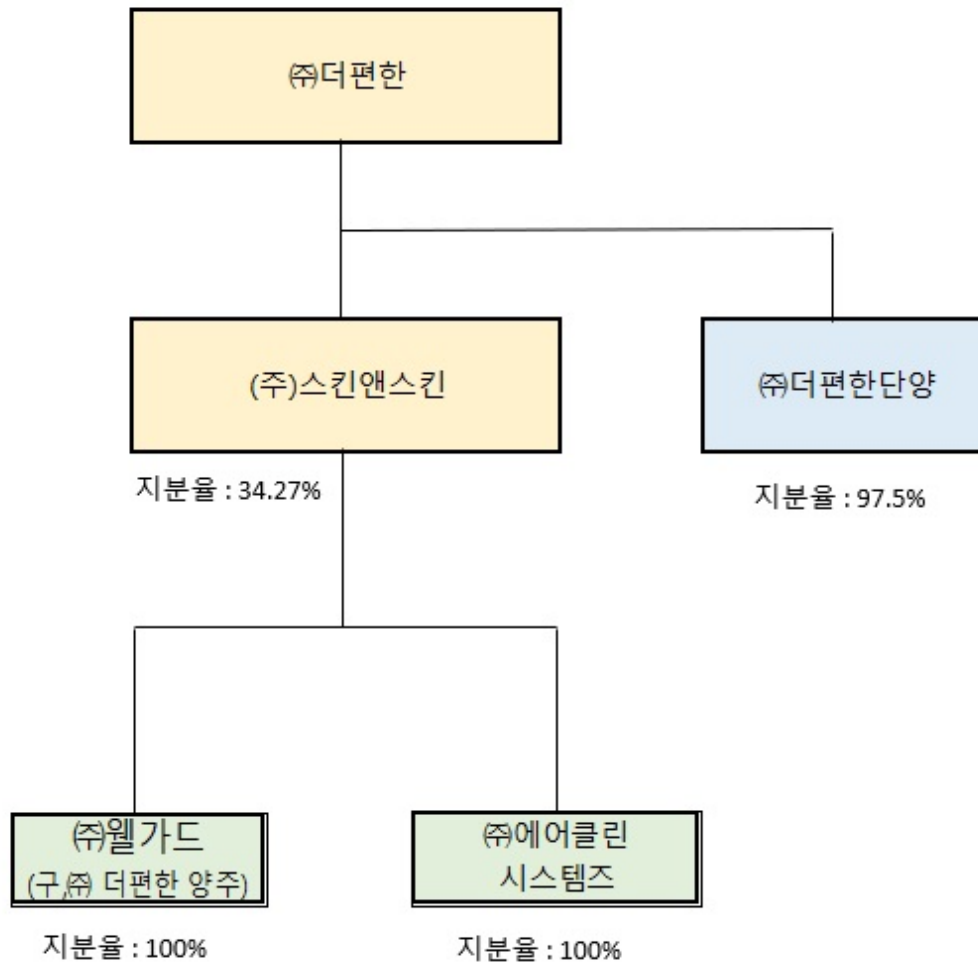 ㈜더편한
(주)스킨앤스킨
㈜더편한단양
지분율 : 34.27%
지분율 : 97.5%
㈜웰가드
(구,㈜ 더편한 양주)
㈜에어클린
시스템즈
지분율 : 100%
지분율 : 100%